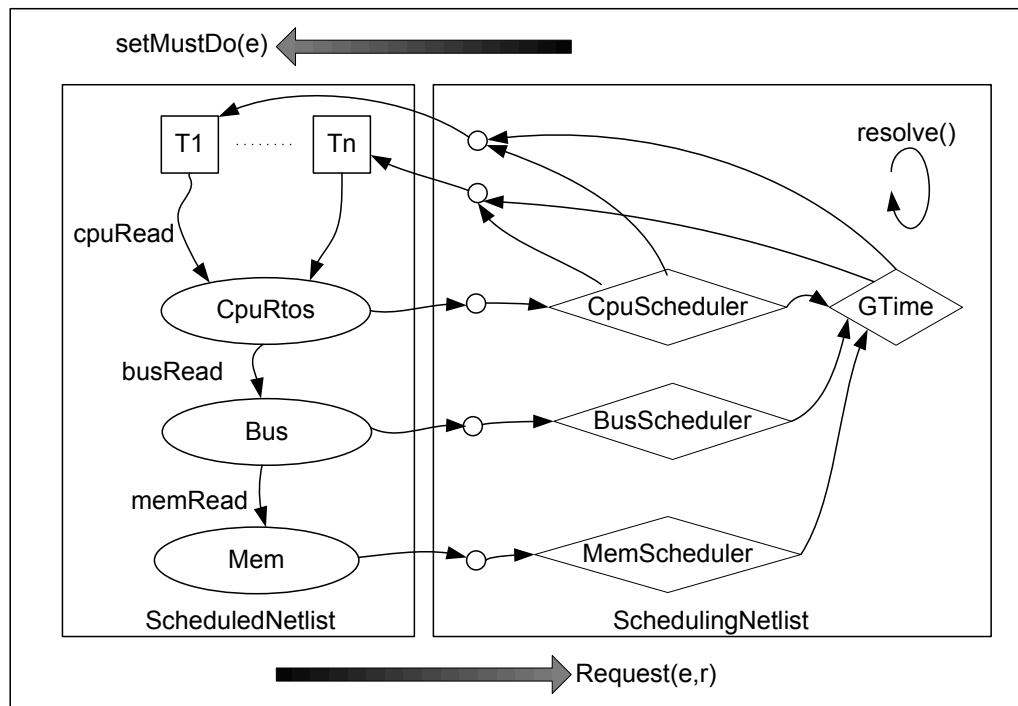 setMustDo(e)
T1
........
Tn
resolve()
cpuRead
CpuRtos
CpuScheduler
GTime
busRead
Bus
BusScheduler
memRead
Mem
MemScheduler
ScheduledNetlist
SchedulingNetlist
Request(e,r)